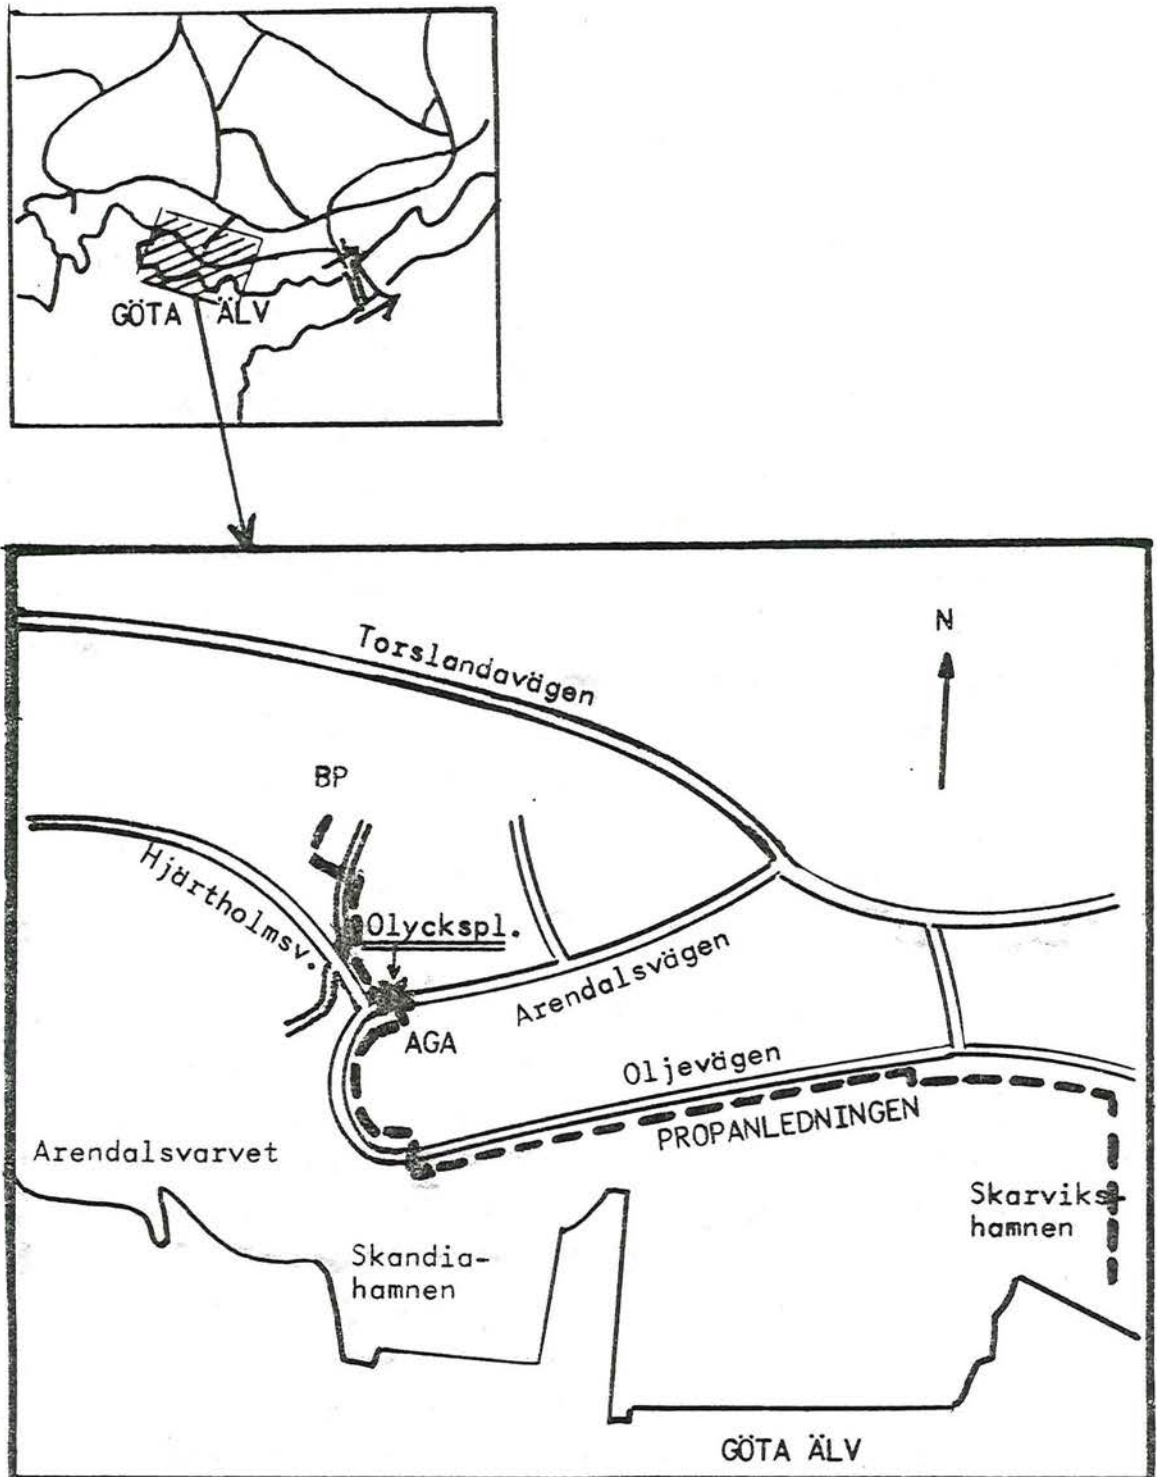 GÖTA ÄLV
N
Torslandavägen
BP
Hjärtholmsv.
Olyckspl.
Arendalsvägen
AGA
Oljevägen
PROPANLEDNINGEN
Arendalsvarvet
Skarviks-
hamnen
Skandia-
hamnen
GÖTA ÄLV